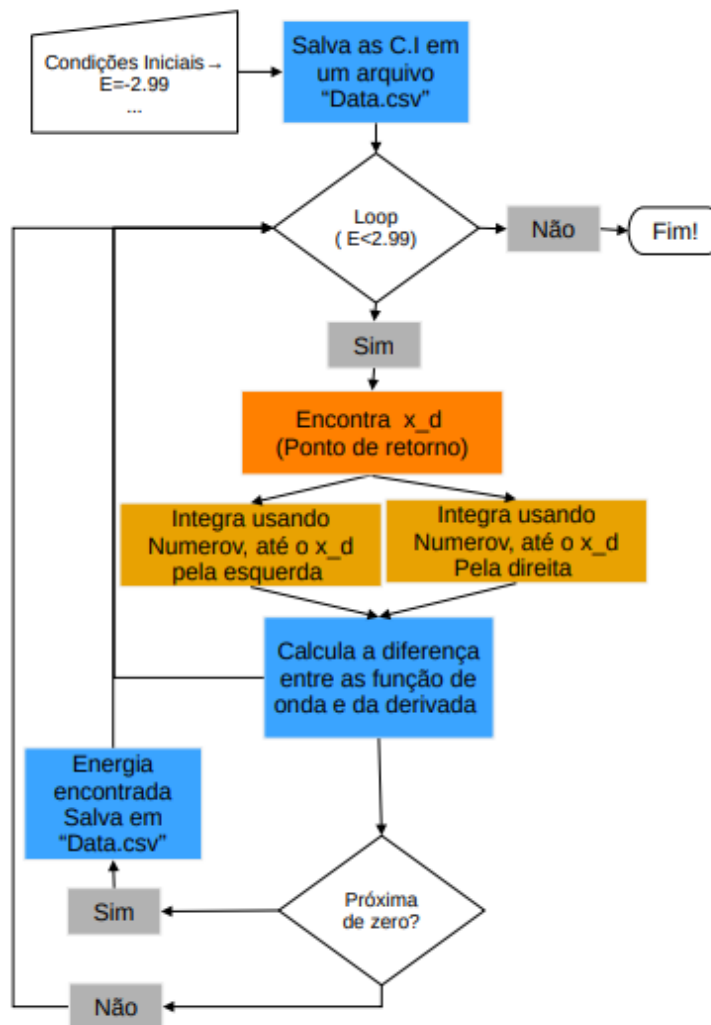 Condições Iniciais→
E=-2.99
...
Salva as C.I em
um arquivo
“Data.csv”
Loop
( E<2.99)
Não
Fim!
Sim
Encontra x_d
(Ponto de retorno)
Integra usando
Numerov, até o x_d
pela esquerda
Integra usando
Numerov, até o x_d
Pela direita
Calcula a diferença
entre as função de
onda e da derivada
Energia
encontrada
Salva em
“Data.csv”
Próxima
de zero?
Sim
Não